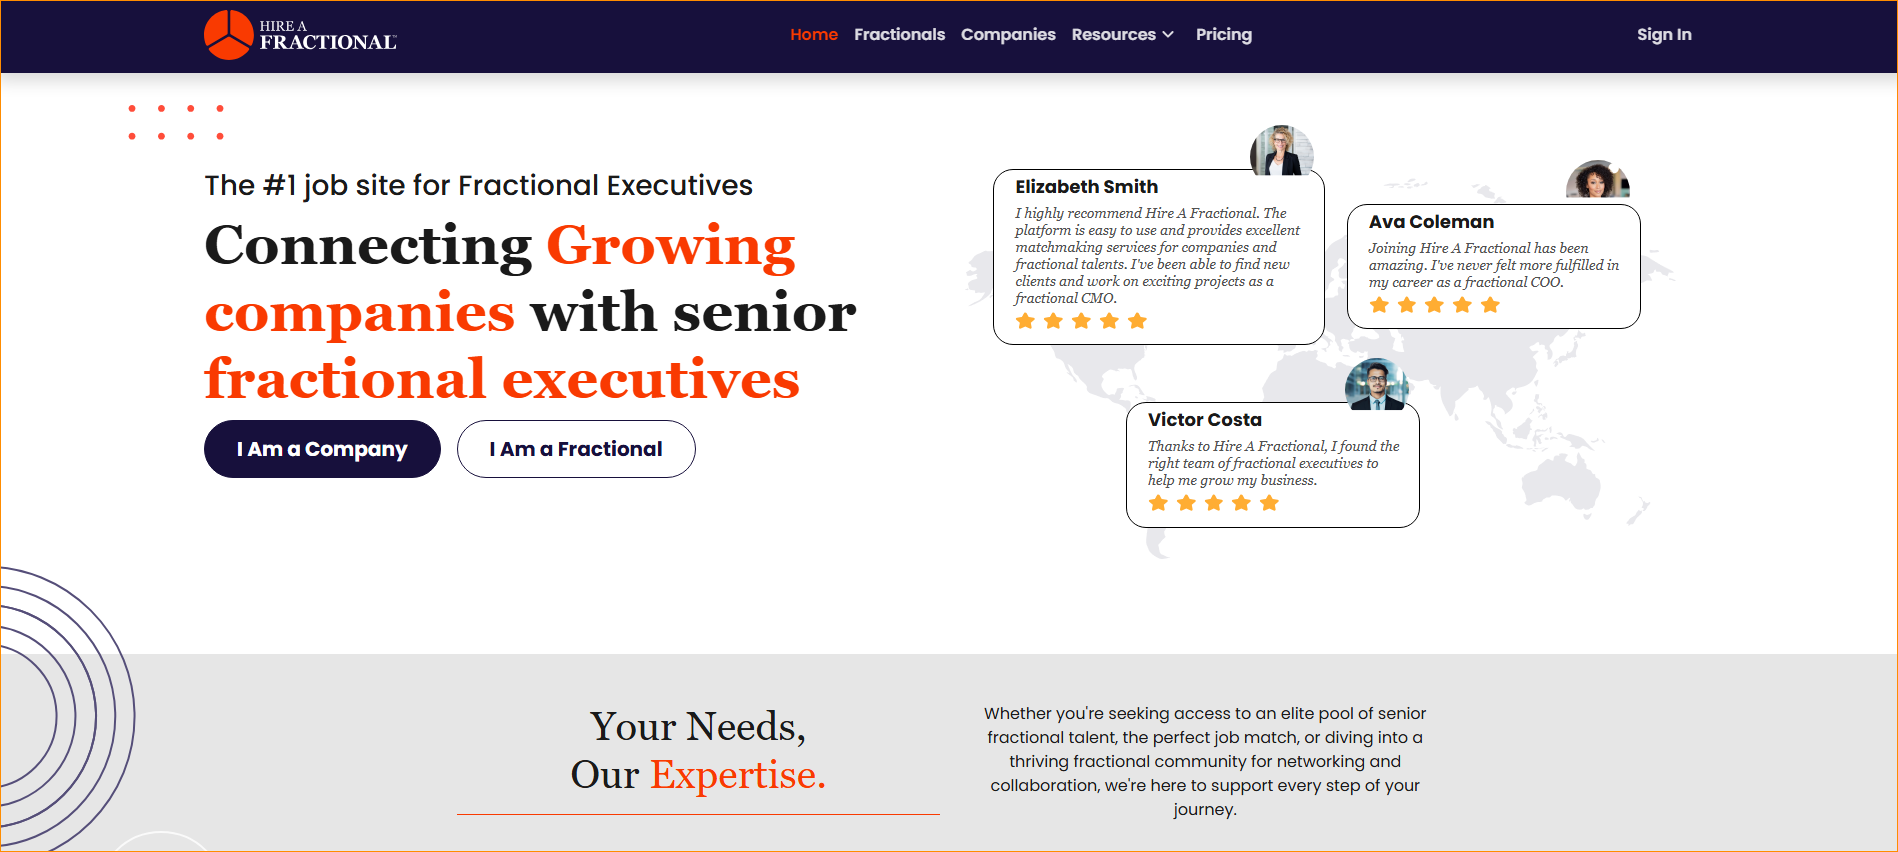 HIRE A
FRACTIONAL™
Home Fractionals Companies Resources Pricing
Sign In
The #1 job site for Fractional Executives
Connecting Growing
companies with senior
fractional executives
I Am a Company
I Am a Fractional
Elizabeth Smith
I highly recommend Hire A Fractional. The
platform is easy to use and provides excellent
matchmaking services for companies and
fractional talents. I've been able to find new
clients and work on exciting projects as a
fractional CMO.
Ava Coleman
Joining Hire A Fractional has been
amazing. I've never felt more fulfilled in
my career as a fractional COO.
Victor Costa
Thanks to Hire A Fractional, I found the
right team of fractional executives to
help me grow my business.
Your Needs,
Our Expertise.
Whether you're seeking access to an elite pool of senior
fractional talent, the perfect job match, or diving into a
thriving fractional community for networking and
collaboration, we're here to support every step of your
journey.